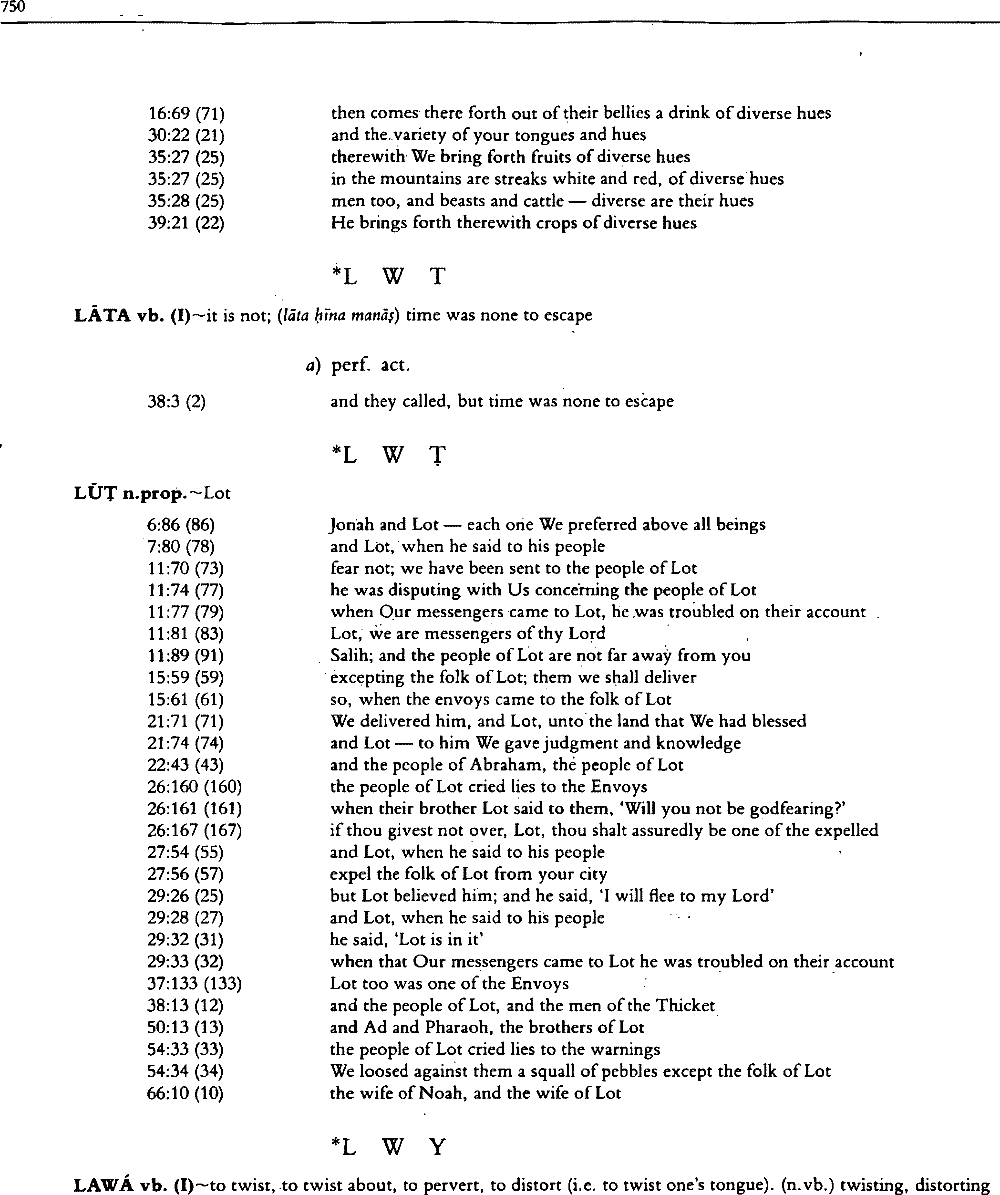 750
16:69 (71) then comes there forth out of their bellies a drink of diverse hues
30:22 (21) and the variety of your tongues and hues
35:27 (25) therewith We bring forth fruits of diverse hues
35:27 (25) in the mountains are streaks white and red, of diverse hues
35:28 (25) men too, and beasts and cattle — diverse are their hues
39:21 (22) He brings forth therewith crops of diverse hues
*L W T
LĀTA vb. (I)~it is not; (lāta ḥīna manāṣ) time was none to escape
a) perf. act.
38:3 (2) and they called, but time was none to escape
*L W Ṭ
LŪṬ n.prop.~Lot
6:86 (86) Jonah and Lot — each one We preferred above all beings
7:80 (78) and Lot, when he said to his people
11:70 (73) fear not; we have been sent to the people of Lot
11:74 (77) he was disputing with Us concerning the people of Lot
11:77 (79) when Our messengers came to Lot, he was troubled on their account
11:81 (83) Lot, we are messengers of thy Lord
11:89 (91) Salih; and the people of Lot are not far away from you
15:59 (59) excepting the folk of Lot; them we shall deliver
15:61 (61) so, when the envoys came to the folk of Lot
21:71 (71) We delivered him, and Lot, unto the land that We had blessed
21:74 (74) and Lot — to him We gave judgment and knowledge
22:43 (43) and the people of Abraham, the people of Lot
26:160 (160) the people of Lot cried lies to the Envoys
26:161 (161) when their brother Lot said to them, ‘Will you not be godfearing?’
26:167 (167) if thou givest not over, Lot, thou shalt assuredly be one of the expelled
27:54 (55) and Lot, when he said to his people
27:56 (57) expel the folk of Lot from your city
29:26 (25) but Lot believed him; and he said, ‘I will flee to my Lord’
29:28 (27) and Lot, when he said to his people
29:32 (31) he said, ‘Lot is in it’
29:33 (32) when that Our messengers came to Lot he was troubled on their account
37:133 (133) Lot too was one of the Envoys
38:13 (12) and the people of Lot, and the men of the Thicket
50:13 (13) and Ad and Pharaoh, the brothers of Lot
54:33 (33) the people of Lot cried lies to the warnings
54:34 (34) We loosed against them a squall of pebbles except the folk of Lot
66:10 (10) the wife of Noah, and the wife of Lot
*L W Y
LAWÁ vb. (I)~to twist, to twist about, to pervert, to distort (i.e. to twist one's tongue). (n.vb.) twisting, distorting